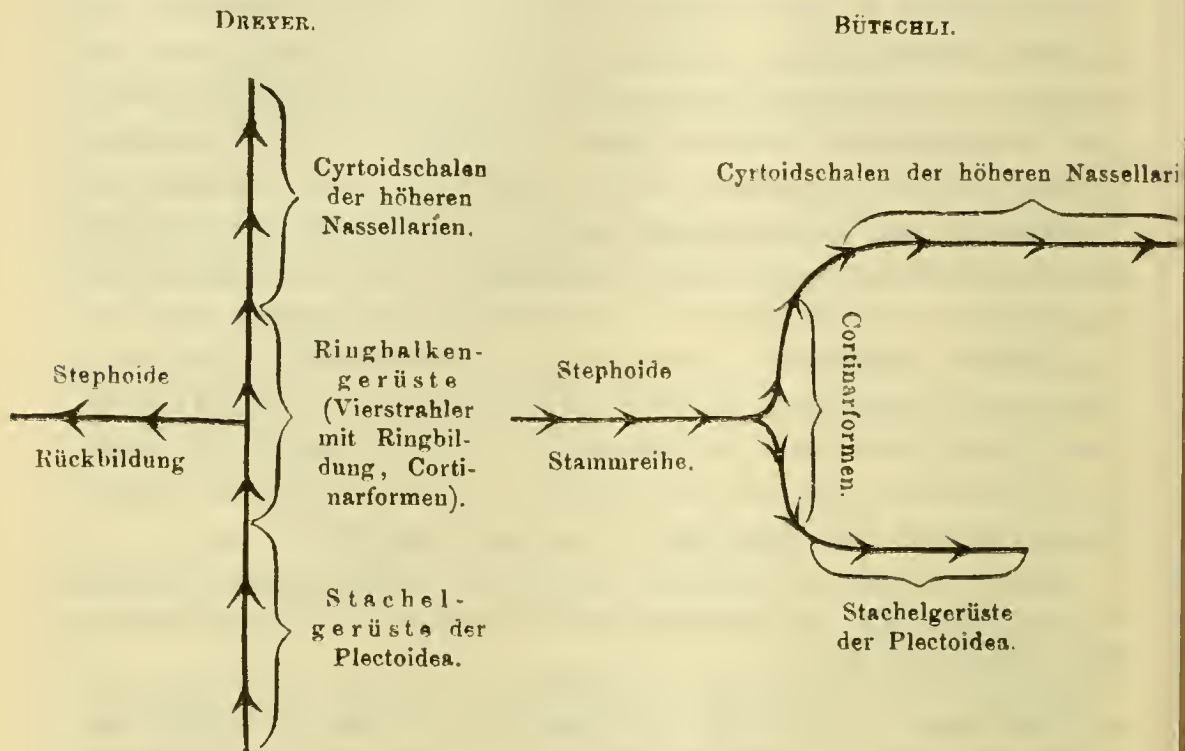 DREYER.
Cyrtoidschalen
der höheren
Nassellarien.
Stephoide
Rückbildung
Ringbalken-
gerüste
(Vierstrahler
mit Ringbil-
dung, Corti-
narformen).
Stachel-
gerüste der
Plectoidea.
BÜTSCHLI.
Cyrtoidschalen der höheren Nassellari
Stephoide
Stammreihe.
Cortinarformen.
Stachelgerüste
der Plectoidea.